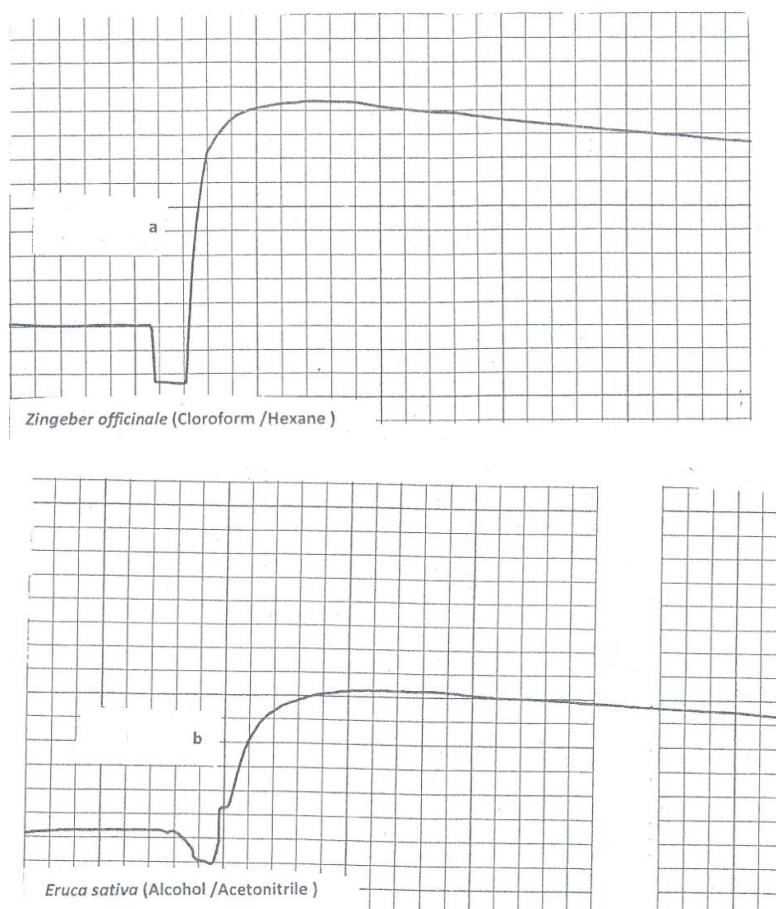 a
Zingeber officinale (Cloroform /Hexane )
b
Eruca sativa (Alcohol /Acetonitrile )